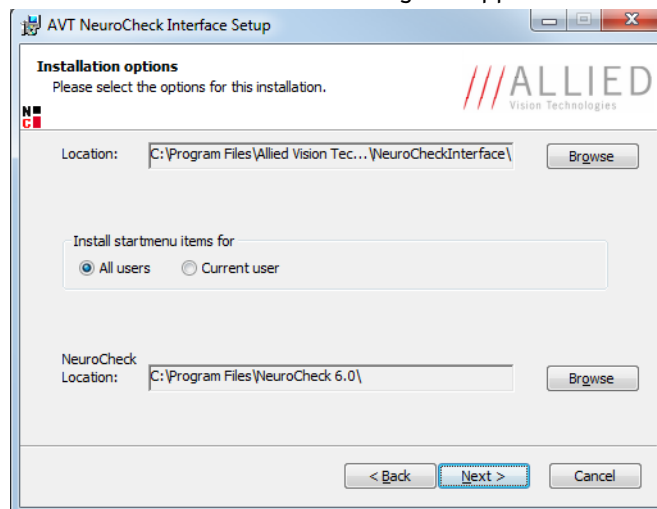 AVT NeuroCheck Interface Setup
Installation options
Please select the options for this installation.
///ALLIED
Vision Technologies
N
C
Location: C:\Program Files\Allied Vision Tec...\NeuroCheckInterface\ Browse
Install startmenu items for
All users Current user
NeuroCheck
Location: C:\Program Files\NeuroCheck 6.0\ Browse
< Back Next > Cancel